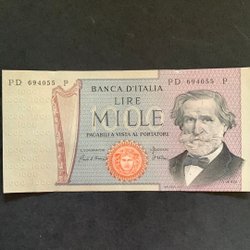 PD 694055 P
BANCA D'ITALIA
PD 694055 P
LIRE
MILLE
PAGABILI A VISTA AL PORTATORE